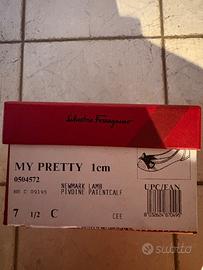 Salvatore Ferragamo
MY PRETTY 1cm
0504572
NEWMARK LAMB
PIVOINE PATENTCALF
UPC/EAN
7 1/2 C
CEE
subito